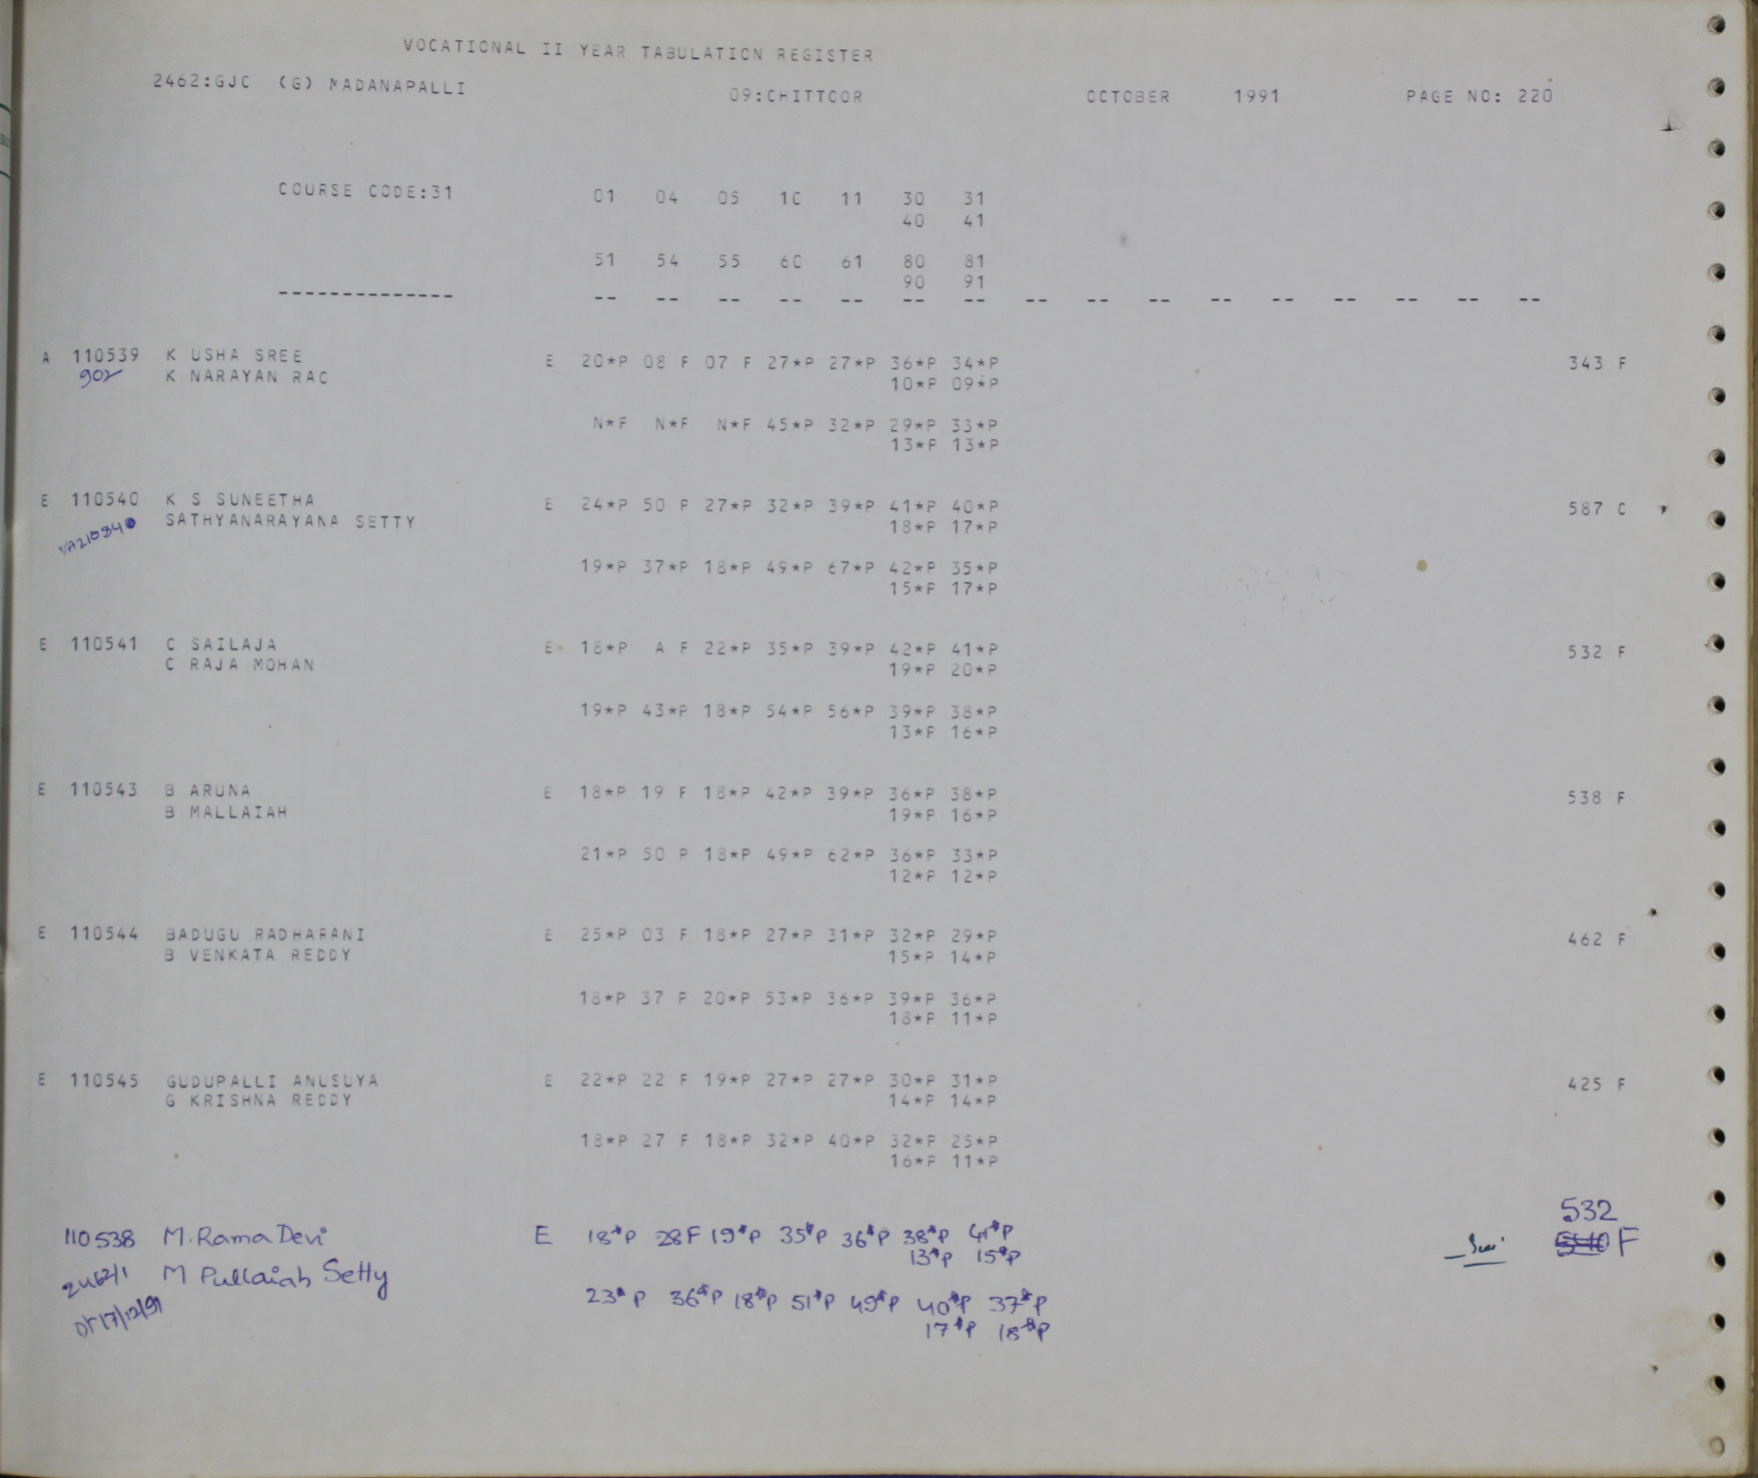 VOCATIONAL II YEAR TABULATION REGISTER
2462:GJC (G) MADANAPALLI 09:CHITTOOR OCTOBER 1991 PAGE NO: 220
COURSE CODE:31 01 04 05 10 11 30 31
40 41
51 54 55 60 61 80 81
90 91
-------------- -- -- -- -- -- -- -- -- -- -- -- -- -- -- -- --
A 110539 K USHA SREE E 20*P 08 F 07 F 27*P 27*P 36*P 34*P 343 F
902 K NARAYAN RAO 10*P 09*P
N*F N*F N*F 45*P 32*P 29*P 33*P
13*P 13*P
E 110540 K S SUNEETHA E 24*P 50 P 27*P 32*P 39*P 41*P 40*P 587 C
SATHYANARAYANA SETTY 18*P 17*P
19*P 37*P 18*P 49*P 67*P 42*P 35*P
15*P 17*P
E 110541 C SAILAJA E 18*P A F 22*P 35*P 39*P 42*P 41*P 532 F
C RAJA MOHAN 19*P 20*P
19*P 43*P 18*P 54*P 56*P 39*P 38*P
13*P 16*P
E 110543 B ARUNA E 18*P 19 F 18*P 42*P 39*P 36*P 38*P 538 F
B MALLAIAH 19*P 16*P
21*P 50 P 18*P 49*P 62*P 36*P 33*P
12*P 12*P
E 110544 BADUGU RADHARANI E 25*P 03 F 18*P 27*P 31*P 32*P 29*P 462 F
B VENKATA REDDY 15*P 14*P
18*P 37 P 20*P 53*P 36*P 39*P 36*P
18*P 11*P
E 110545 GUDUPALLI ANUSUYA E 22*P 22 F 19*P 27*P 27*P 30*P 31*P 425 F
G KRISHNA REDDY 14*P 14*P
18*P 27 F 18*P 32*P 40*P 32*P 25*P
16*P 11*P
532
110538 M. Rama Devi E 18*P 28F 19*P 35*P 36*P 38*P 41*P F
2462/1 M Pullaiah Setty 13*P 15*P
Dt 17/12/91 23*P 36*P 18*P 51*P 49*P 40*P 37*P
17*P 18*P